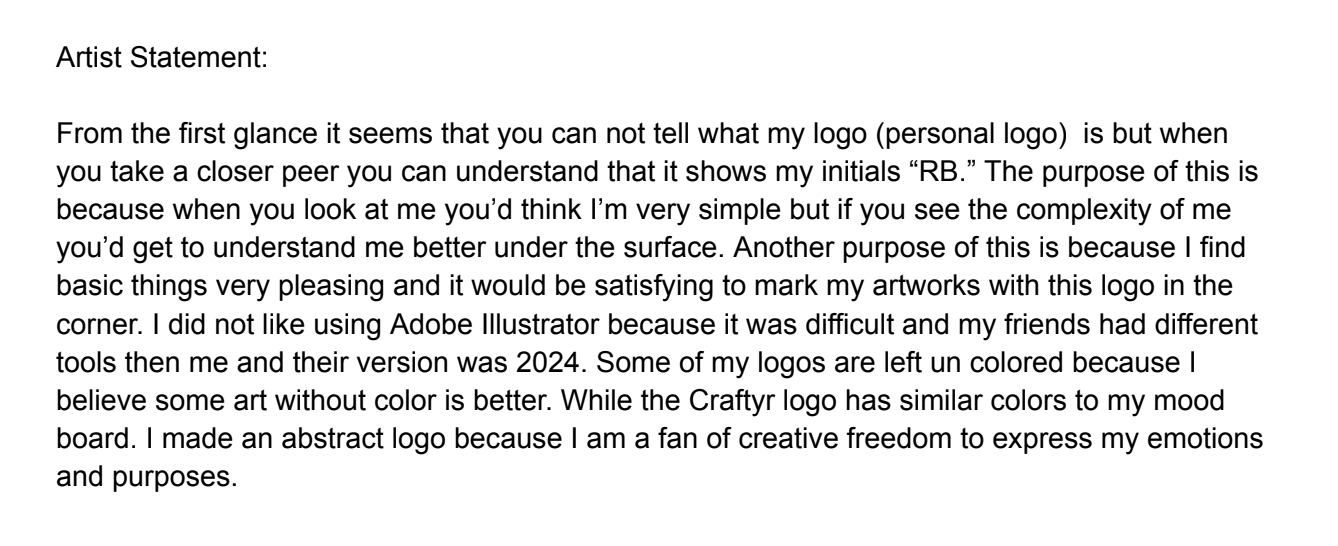 Artist Statement:
From the first glance it seems that you can not tell what my logo (personal logo)  is but when
you take a closer peer you can understand that it shows my initials “RB.” The purpose of this is
because when you look at me you’d think I’m very simple but if you see the complexity of me
you’d get to understand me better under the surface. Another purpose of this is because I find
basic things very pleasing and it would be satisfying to mark my artworks with this logo in the
corner. I did not like using Adobe Illustrator because it was difficult and my friends had different
tools then me and their version was 2024. Some of my logos are left un colored because I
believe some art without color is better. While the Craftyr logo has similar colors to my mood
board. I made an abstract logo because I am a fan of creative freedom to express my emotions
and purposes.